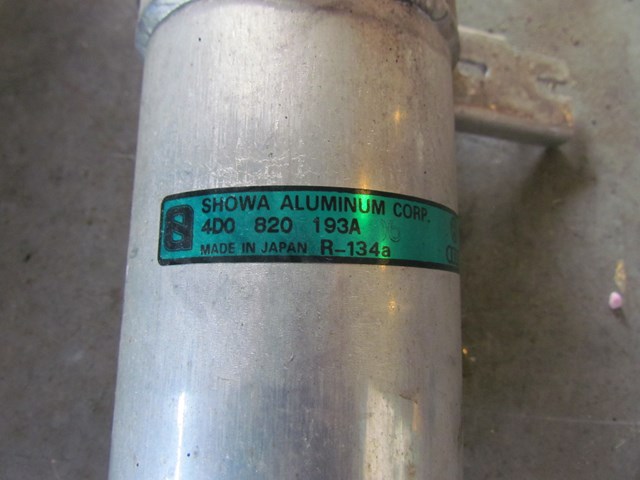 SHOWA ALUMINUM CORP.
4D0 820 193A
MADE IN JAPAN R-134a